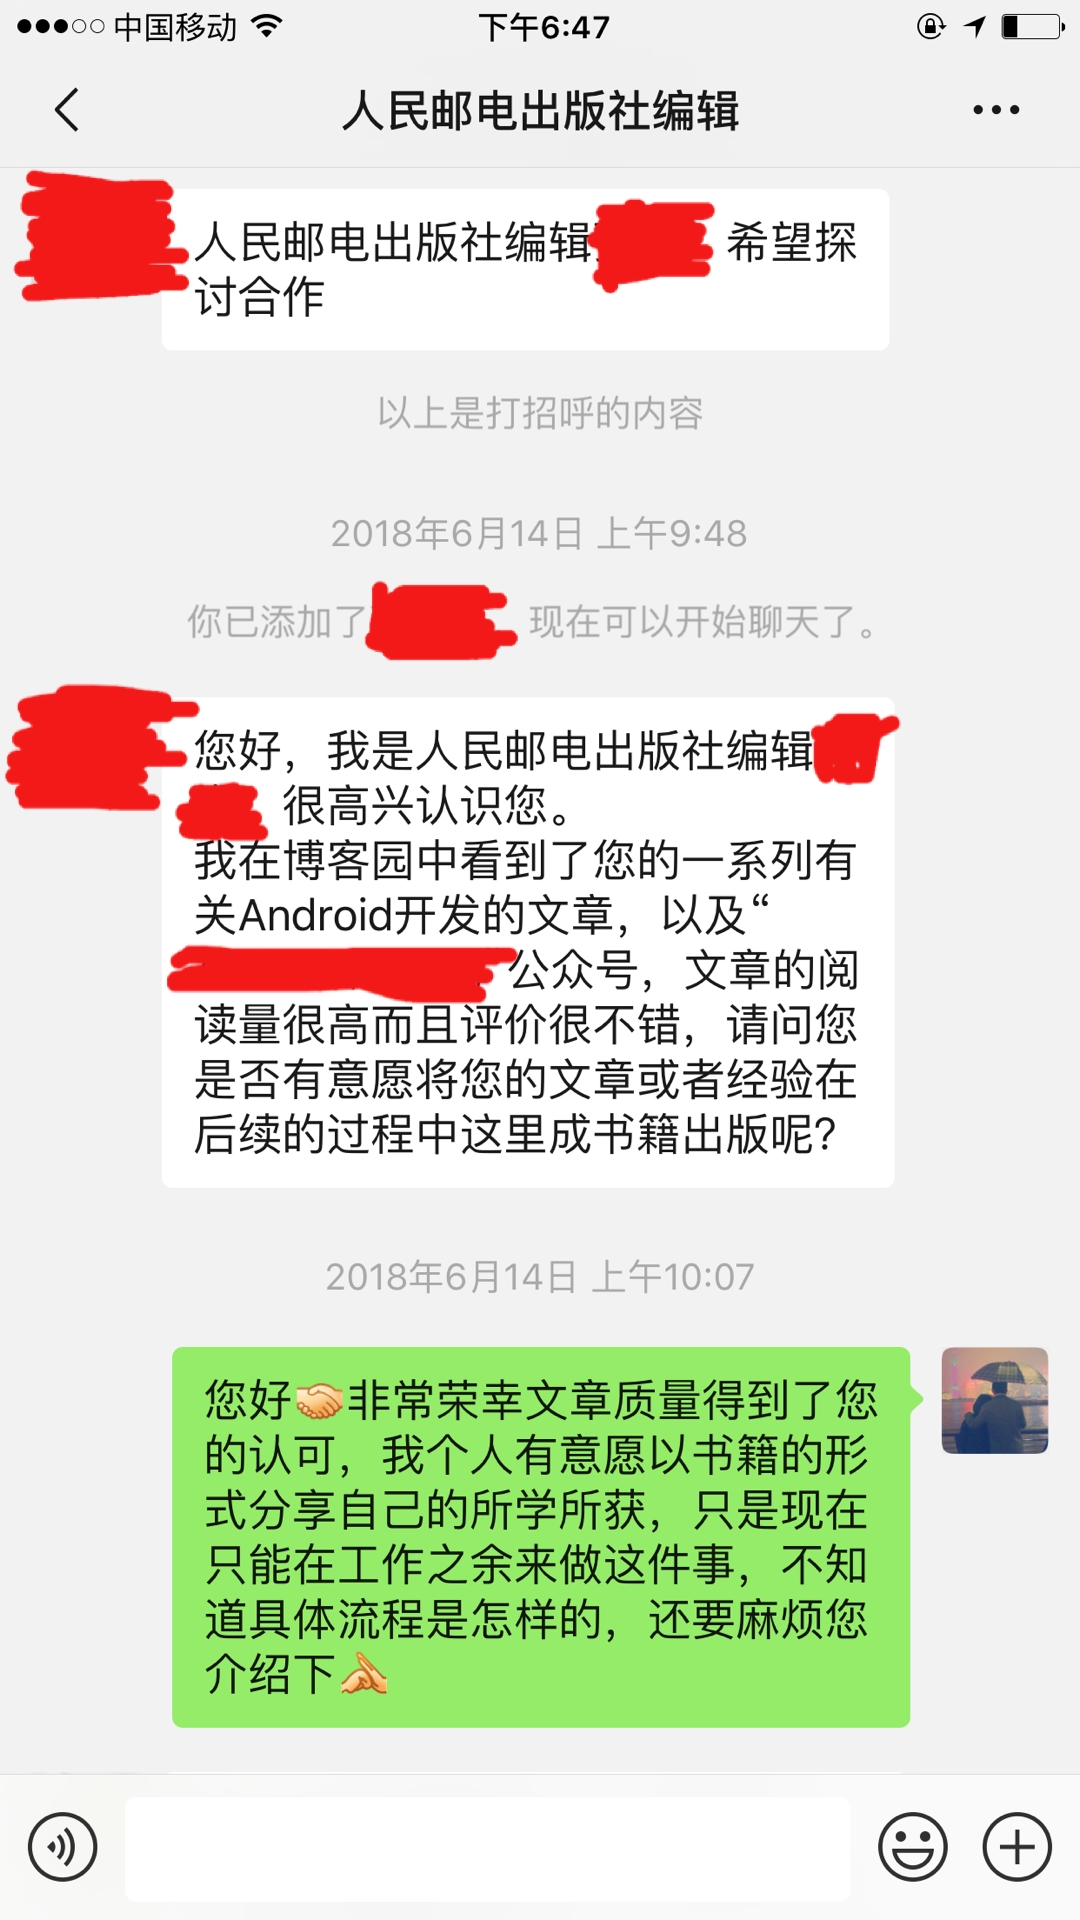 中国移动
下午6:47
人民邮电出版社编辑
人民邮电出版社编辑 希望探
讨合作
以上是打招呼的内容
2018年6月14日 上午9:48
你已添加了 现在可以开始聊天了。
您好，我是人民邮电出版社编辑
很高兴认识您。
我在博客园中看到了您的一系列有
关Android开发的文章，以及“
公众号，文章的阅
读量很高而且评价很不错，请问您
是否有意愿将您的文章或者经验在
后续的过程中这里成书籍出版呢?
2018年6月14日 上午10:07
您好🤝非常荣幸文章质量得到了您
的认可，我个人有意愿以书籍的形
式分享自己的所学所获，只是现在
只能在工作之余来做这件事，不知
道具体流程是怎样的，还要麻烦您
介绍下